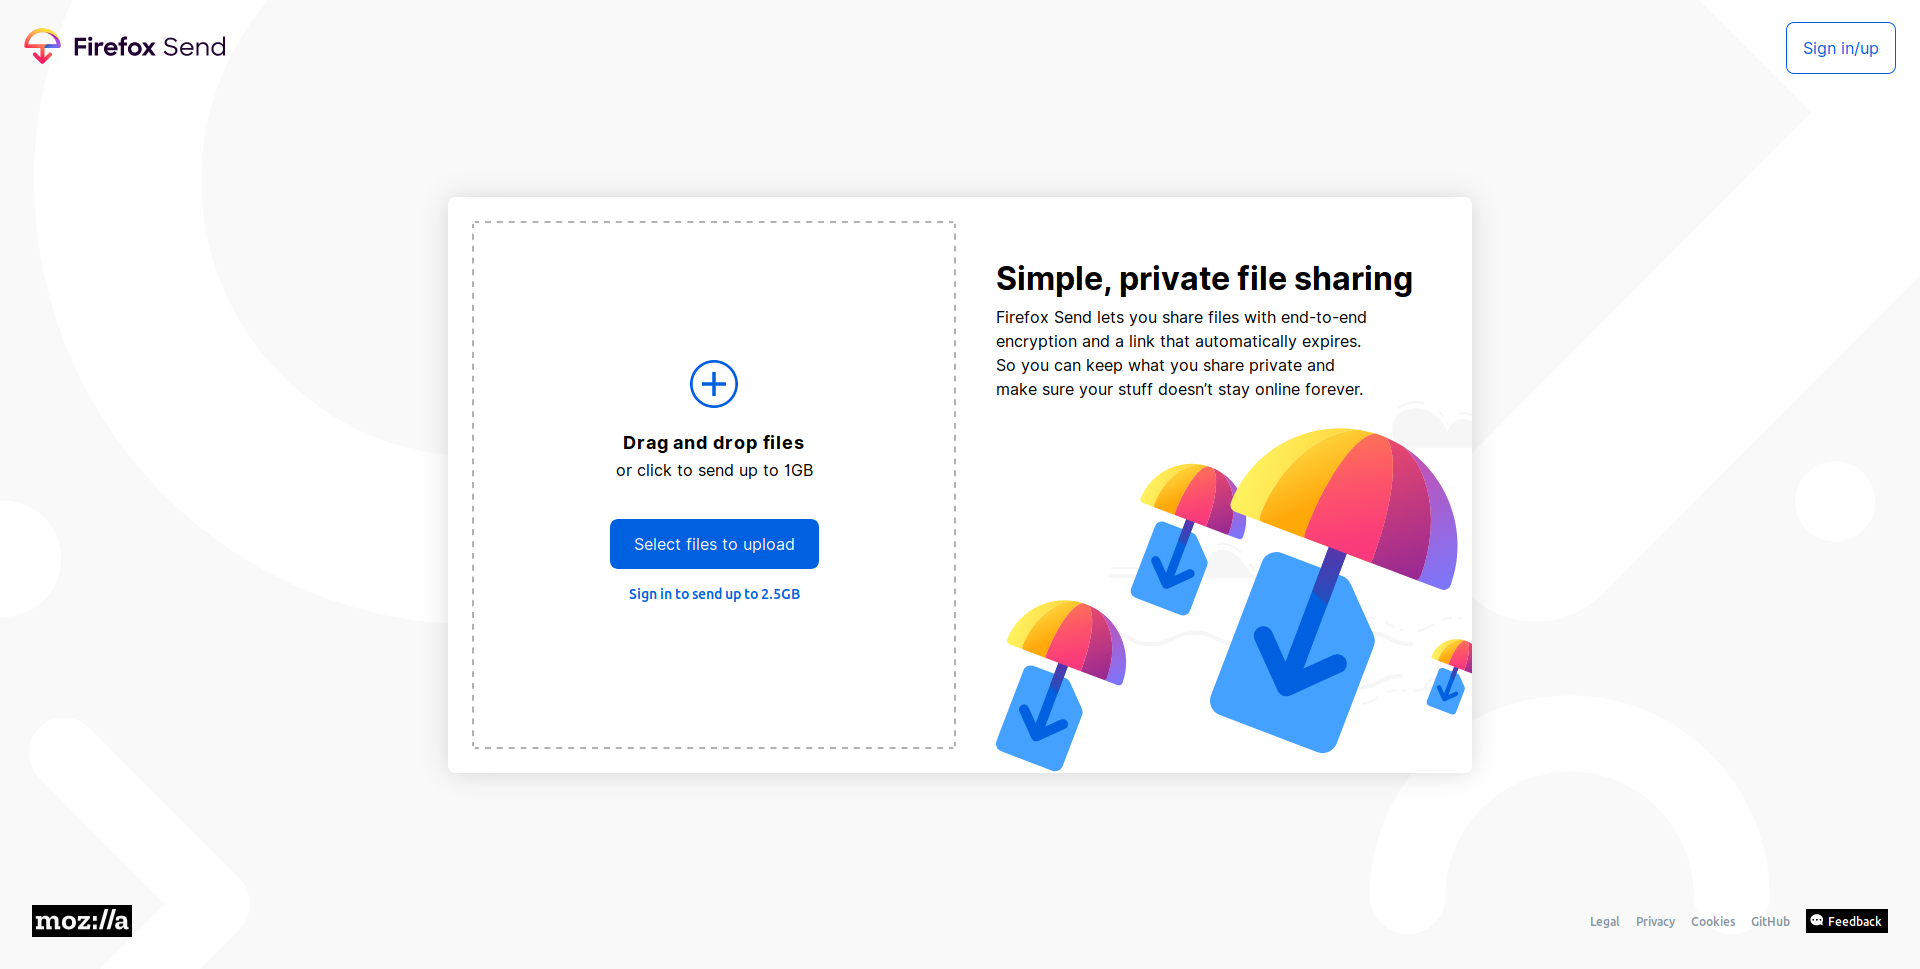 Firefox Send
Sign in/up
Drag and drop files
or click to send up to 1GB
Select files to upload
Sign in to send up to 2.5GB
Simple, private file sharing
Firefox Send lets you share files with end-to-end
encryption and a link that automatically expires.
So you can keep what you share private and
make sure your stuff doesn’t stay online forever.
moz://a
Legal
Privacy
Cookies
GitHub
Feedback